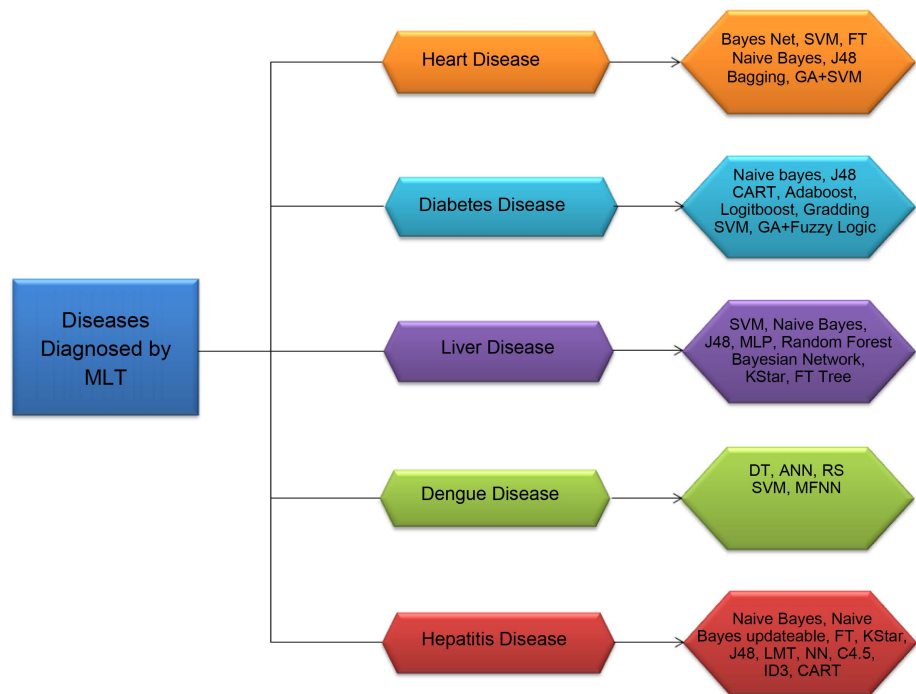 Diseases
Diagnosed by
MLT
Heart Disease
Bayes Net, SVM, FT
Naive Bayes, J48
Bagging, GA+SVM
Diabetes Disease
Naive bayes, J48
CART, Adaboost,
Logitboost, Gradding
SVM, GA+Fuzzy Logic
Liver Disease
SVM, Naive Bayes,
J48, MLP, Random Forest
Bayesian Network,
KStar, FT Tree
Dengue Disease
DT, ANN, RS
SVM, MFNN
Hepatitis Disease
Naive Bayes, Naive
Bayes updateable, FT, KStar,
J48, LMT, NN, C4.5,
ID3, CART